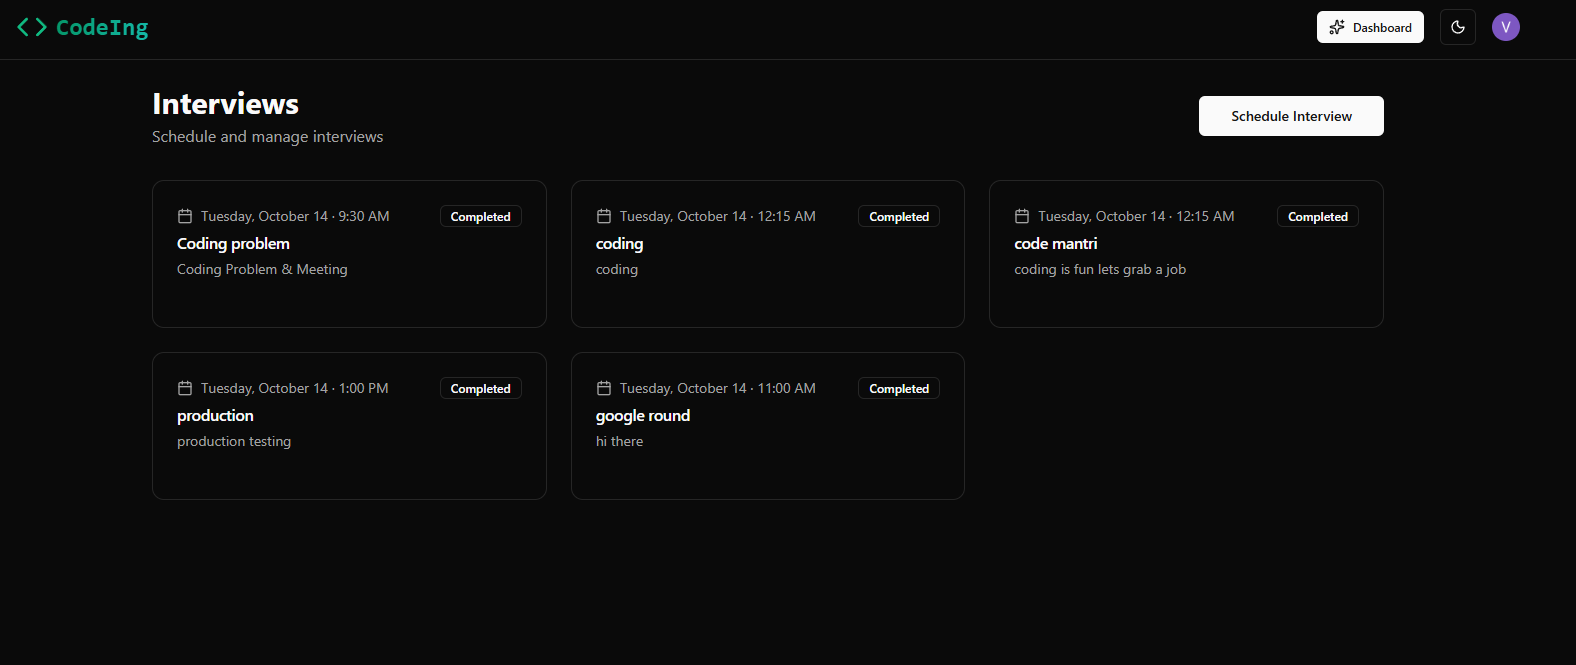 CodeIng
Dashboard
V
Interviews
Schedule and manage interviews
Schedule Interview
Tuesday, October 14 · 9:30 AM
Completed
Coding problem
Coding Problem & Meeting
Tuesday, October 14 · 12:15 AM
Completed
coding
coding
Tuesday, October 14 · 12:15 AM
Completed
code mantri
coding is fun lets grab a job
Tuesday, October 14 · 1:00 PM
Completed
production
production testing
Tuesday, October 14 · 11:00 AM
Completed
google round
hi there